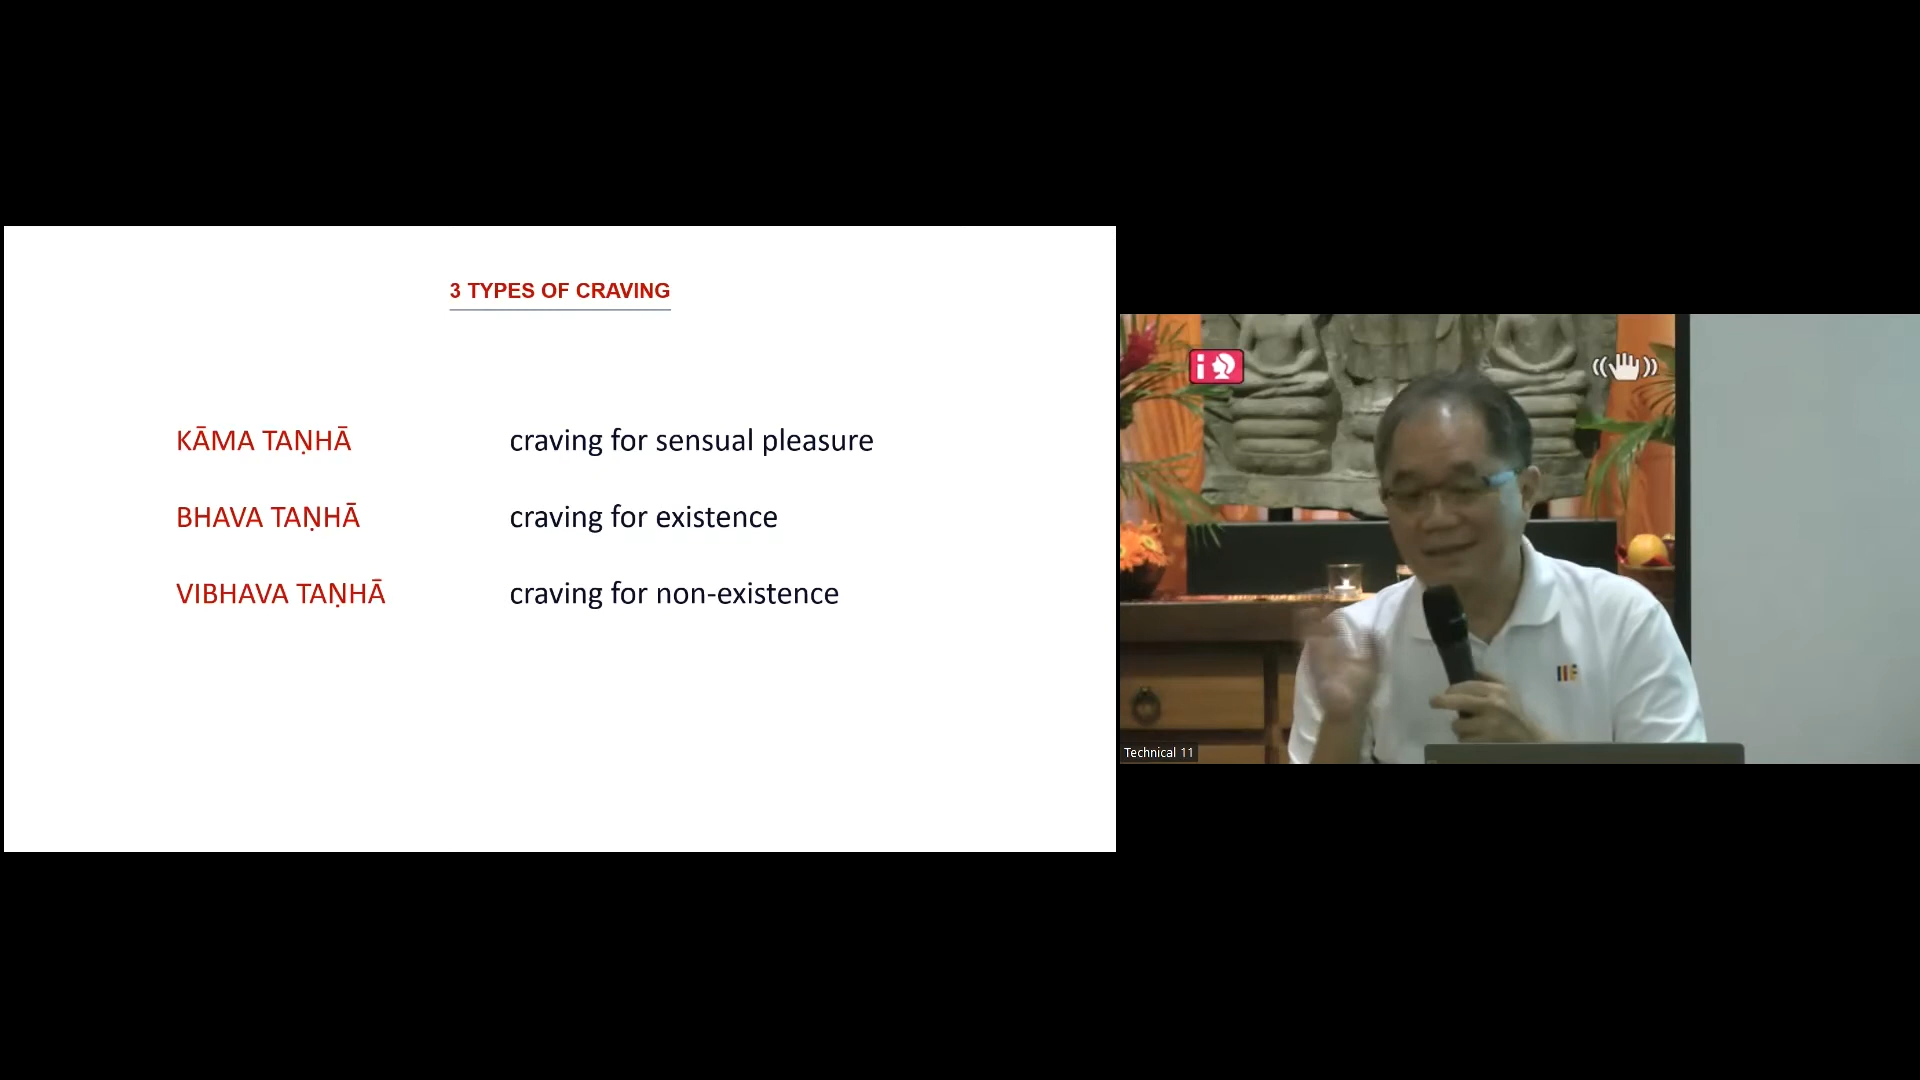 3 TYPES OF CRAVING
KĀMA TAṆHĀ craving for sensual pleasure
BHAVA TAṆHĀ craving for existence
VIBHAVA TAṆHĀ craving for non-existence
i
Technical 11